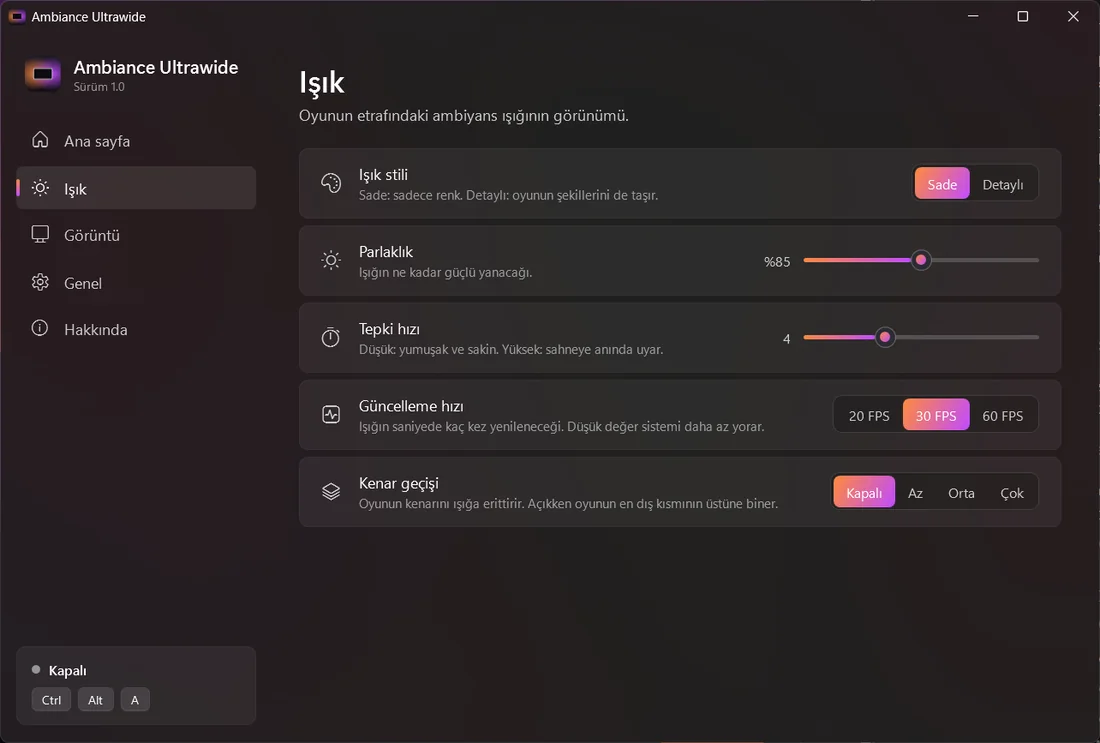 Ambiance Ultrawide
Ambiance Ultrawide
Sürüm 1.0
Ana sayfa
Işık
Görüntü
Genel
Hakkında
Kapalı
Ctrl Alt A
Işık
Oyunun etrafındaki ambiyans ışığının görünümü.
Işık stili
Sade: sadece renk. Detaylı: oyunun şekillerini de taşır.
Sade Detaylı
Parlaklık
Işığın ne kadar güçlü yanacağı.
%85
Tepki hızı
Düşük: yumuşak ve sakin. Yüksek: sahneye anında uyar.
4
Güncelleme hızı
Işığın saniyede kaç kez yenileneceği. Düşük değer sistemi daha az yorar.
20 FPS 30 FPS 60 FPS
Kenar geçişi
Oyunun kenarını ışığa erittirir. Açıkken oyunun en dış kısmının üstüne biner.
Kapalı Az Orta Çok